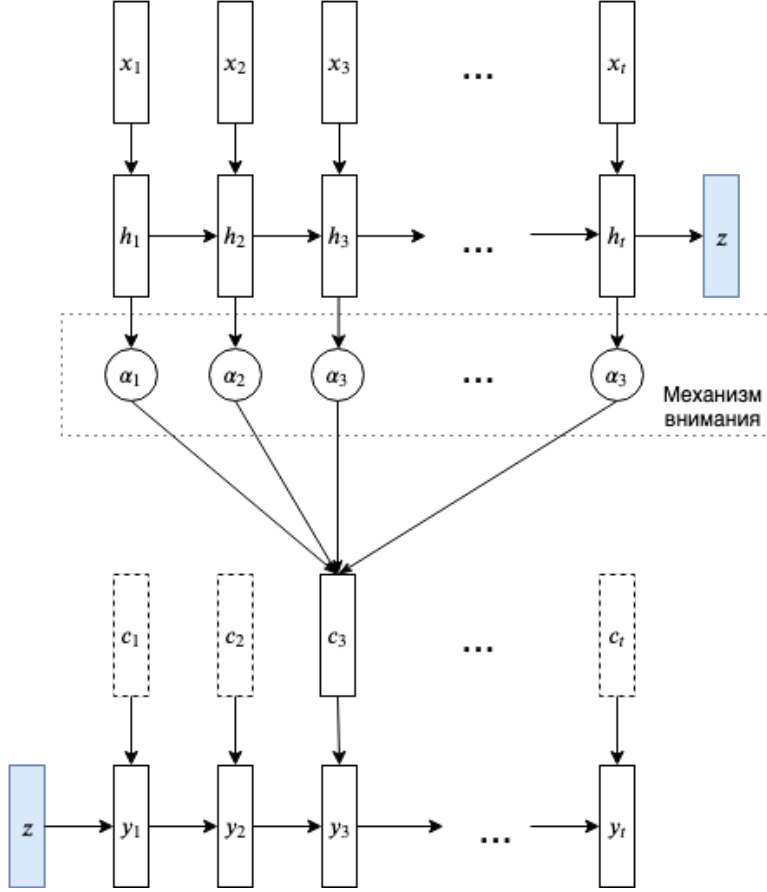 x₁ x₂ x₃ ... xₜ
h₁ h₂ h₃ ... hₜ z
α₁ α₂ α₃ ... α₃
Механизм
внимания
c₁ c₂ c₃ ... cₜ
z y₁ y₂ y₃ ... yₜ